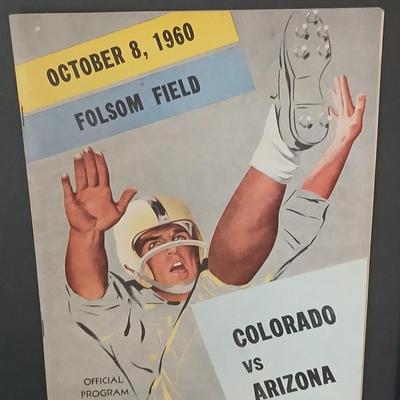 OCTOBER 8, 1960
FOLSOM FIELD
COLORADO
VS
ARIZONA
OFFICIAL
PROGRAM